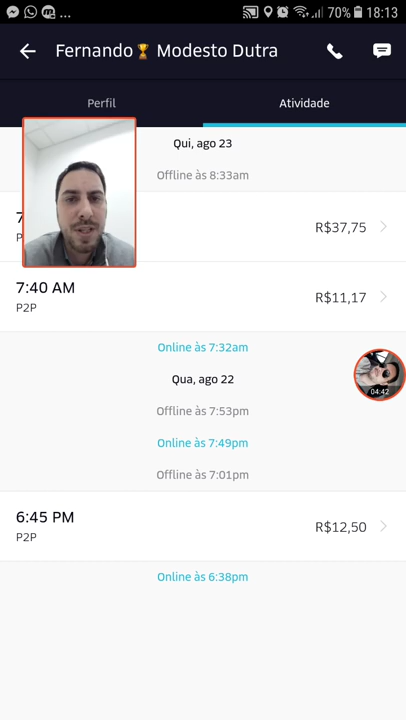 70% 18:13
Fernando🏆 Modesto Dutra
Perfil
Atividade
Qui, ago 23
Offline às 8:33am
R$37,75
7:40 AM
P2P
R$11,17
Online às 7:32am
04:42
Qua, ago 22
Offline às 7:53pm
Online às 7:49pm
Offline às 7:01pm
6:45 PM
P2P
R$12,50
Online às 6:38pm